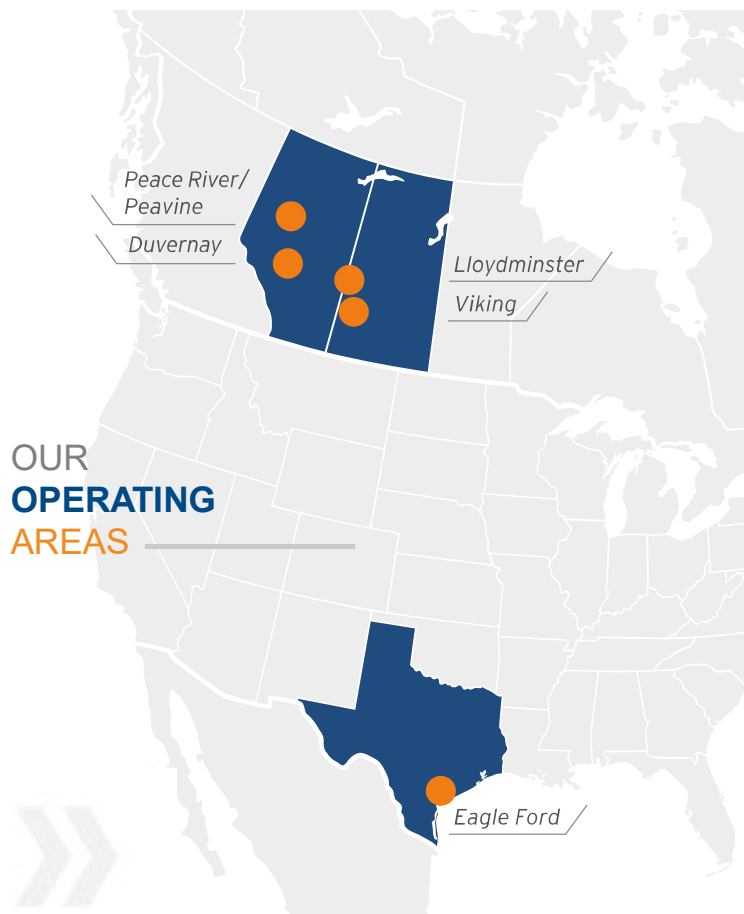 Peace River/
Peavine
Duvernay
Lloydminster
Viking
OUR
OPERATING
AREAS
Eagle Ford